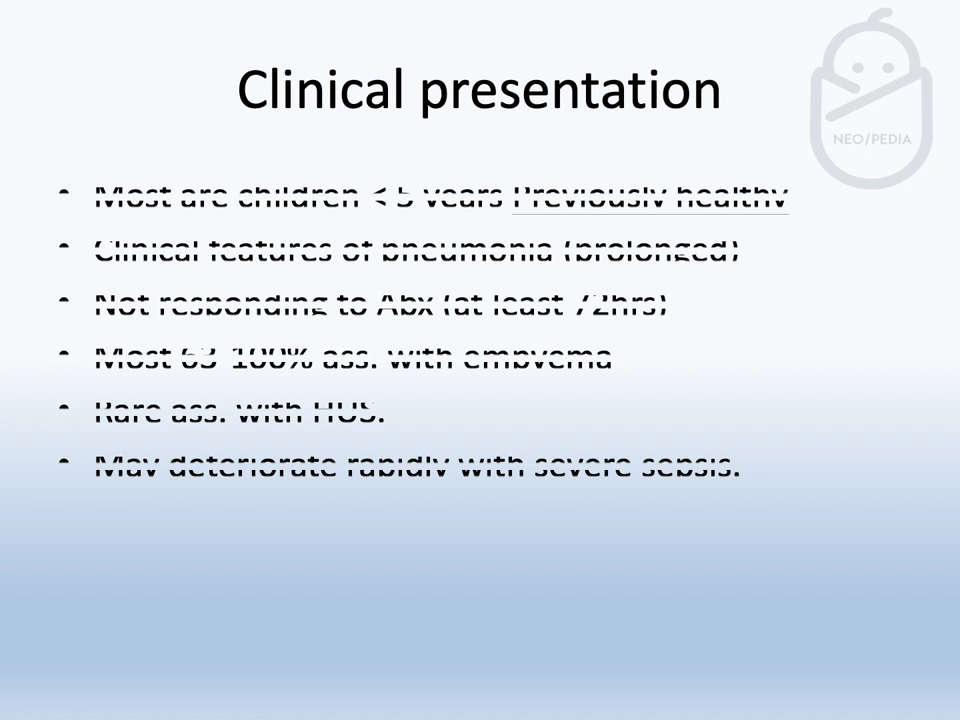 Clinical presentation
NEO/PEDIA
• Most are children < 5 years Previously healthy
• Clinical features of pneumonia (prolonged)
• Not responding to Abx (at least 72hrs)
• Most 63-100% ass. with empyema
• Rare ass. with HUS.
• May deteriorate rapidly with severe sepsis.